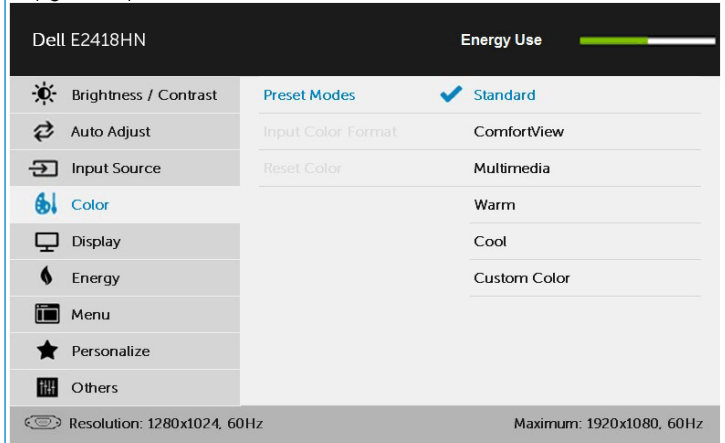 Dell E2418HN Energy Use
Brightness / Contrast Preset Modes Standard
Auto Adjust Input Color Format ComfortView
Input Source Reset Color Multimedia
Color Warm
Display Cool
Energy Custom Color
Menu
Personalize
Others
Resolution: 1280x1024, 60Hz Maximum: 1920x1080, 60Hz